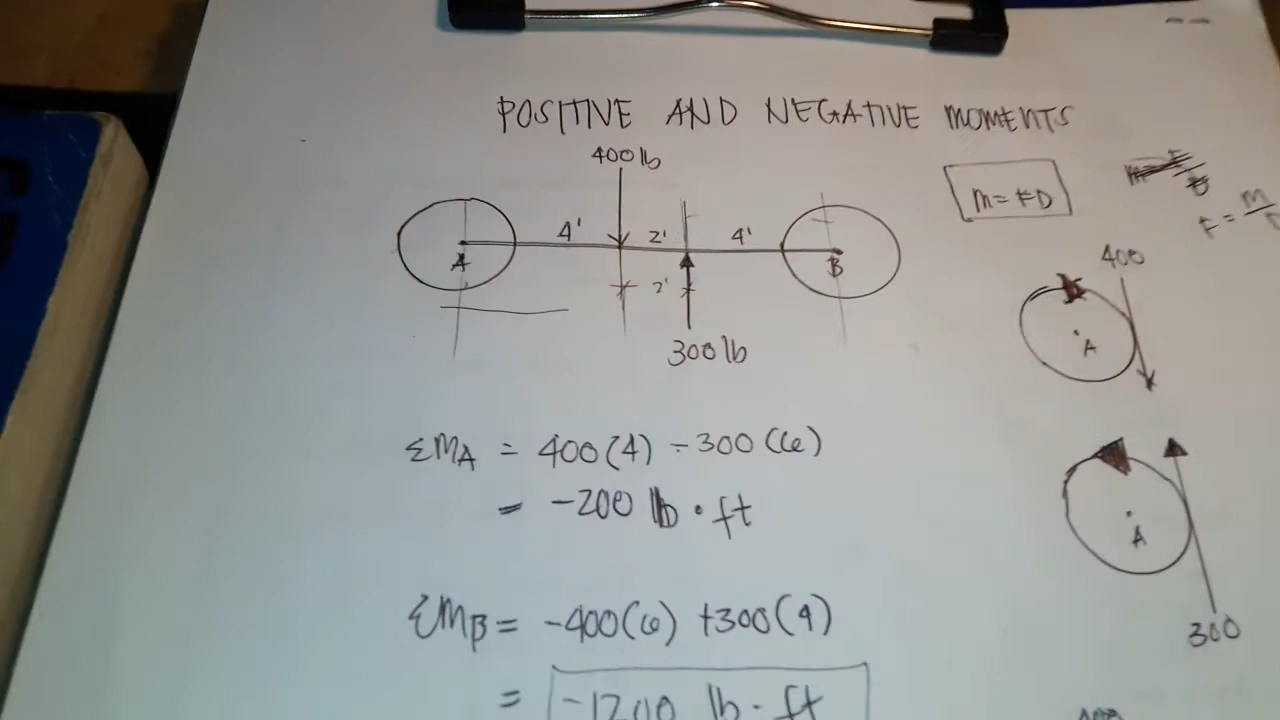 POSITIVE AND NEGATIVE MOMENTS
400 lb
M = FD
4' 2' 4'
A B
2'
300 lb
F = M
400
A
ΣMA = 400(4) - 300(6)
= -200 lb · ft
A
300
ΣMB = -400(6) + 300(4)
= -1200 lb · ft